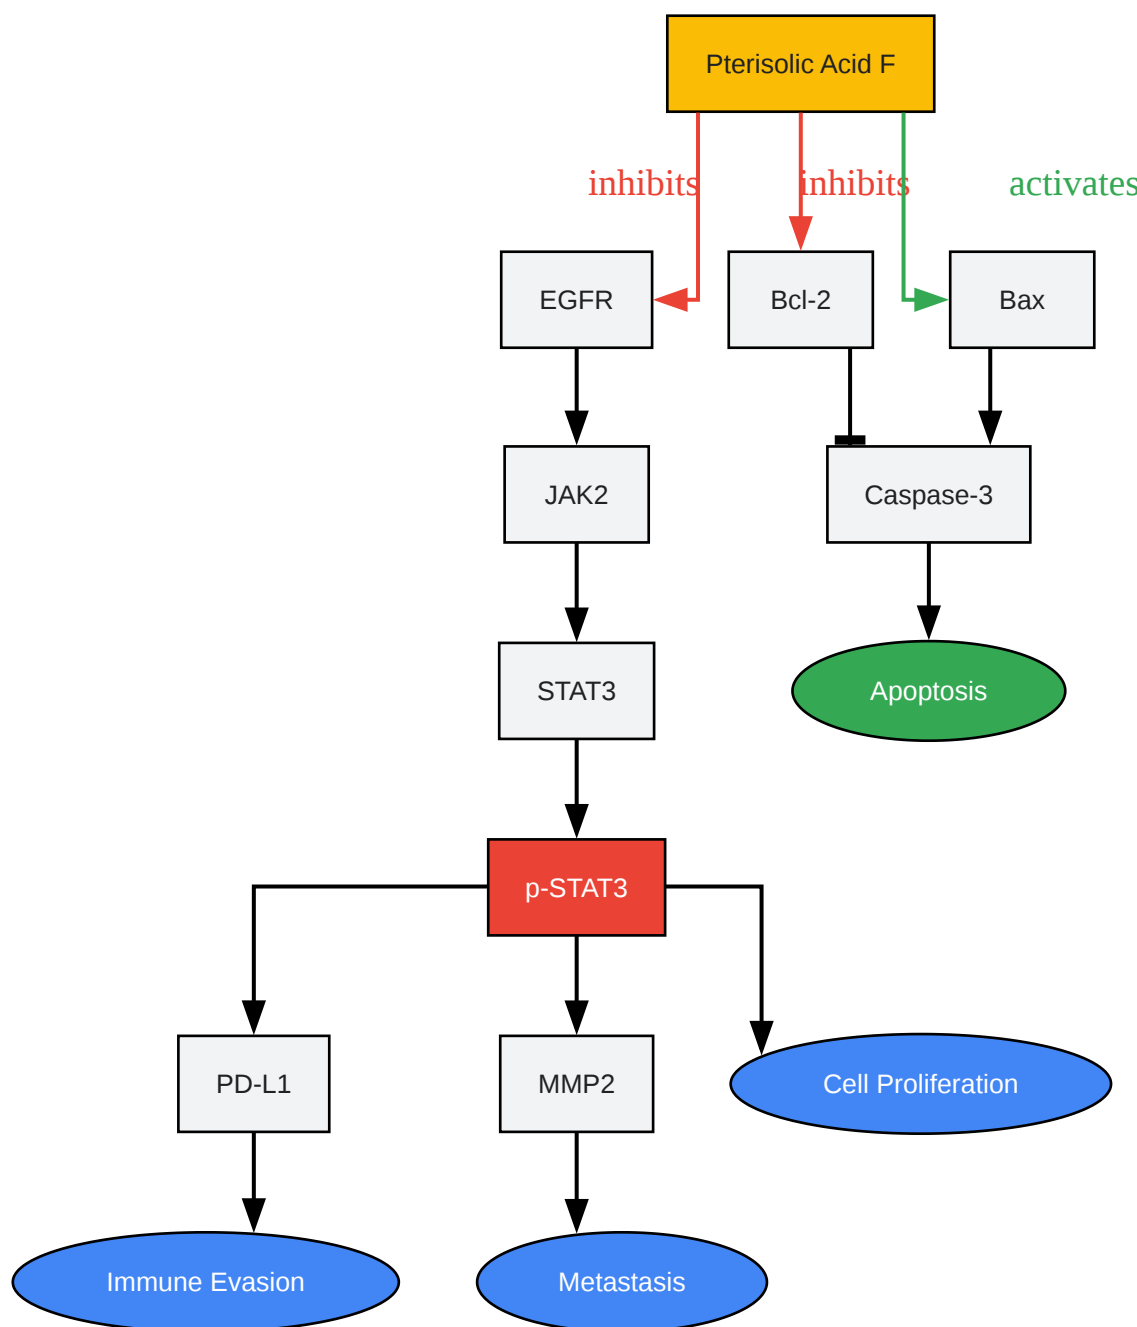 Pterisolic Acid F
inhibits
inhibits
activates
EGFR
Bcl-2
Bax
JAK2
Caspase-3
STAT3
Apoptosis
p-STAT3
PD-L1
MMP2
Cell Proliferation
Immune Evasion
Metastasis